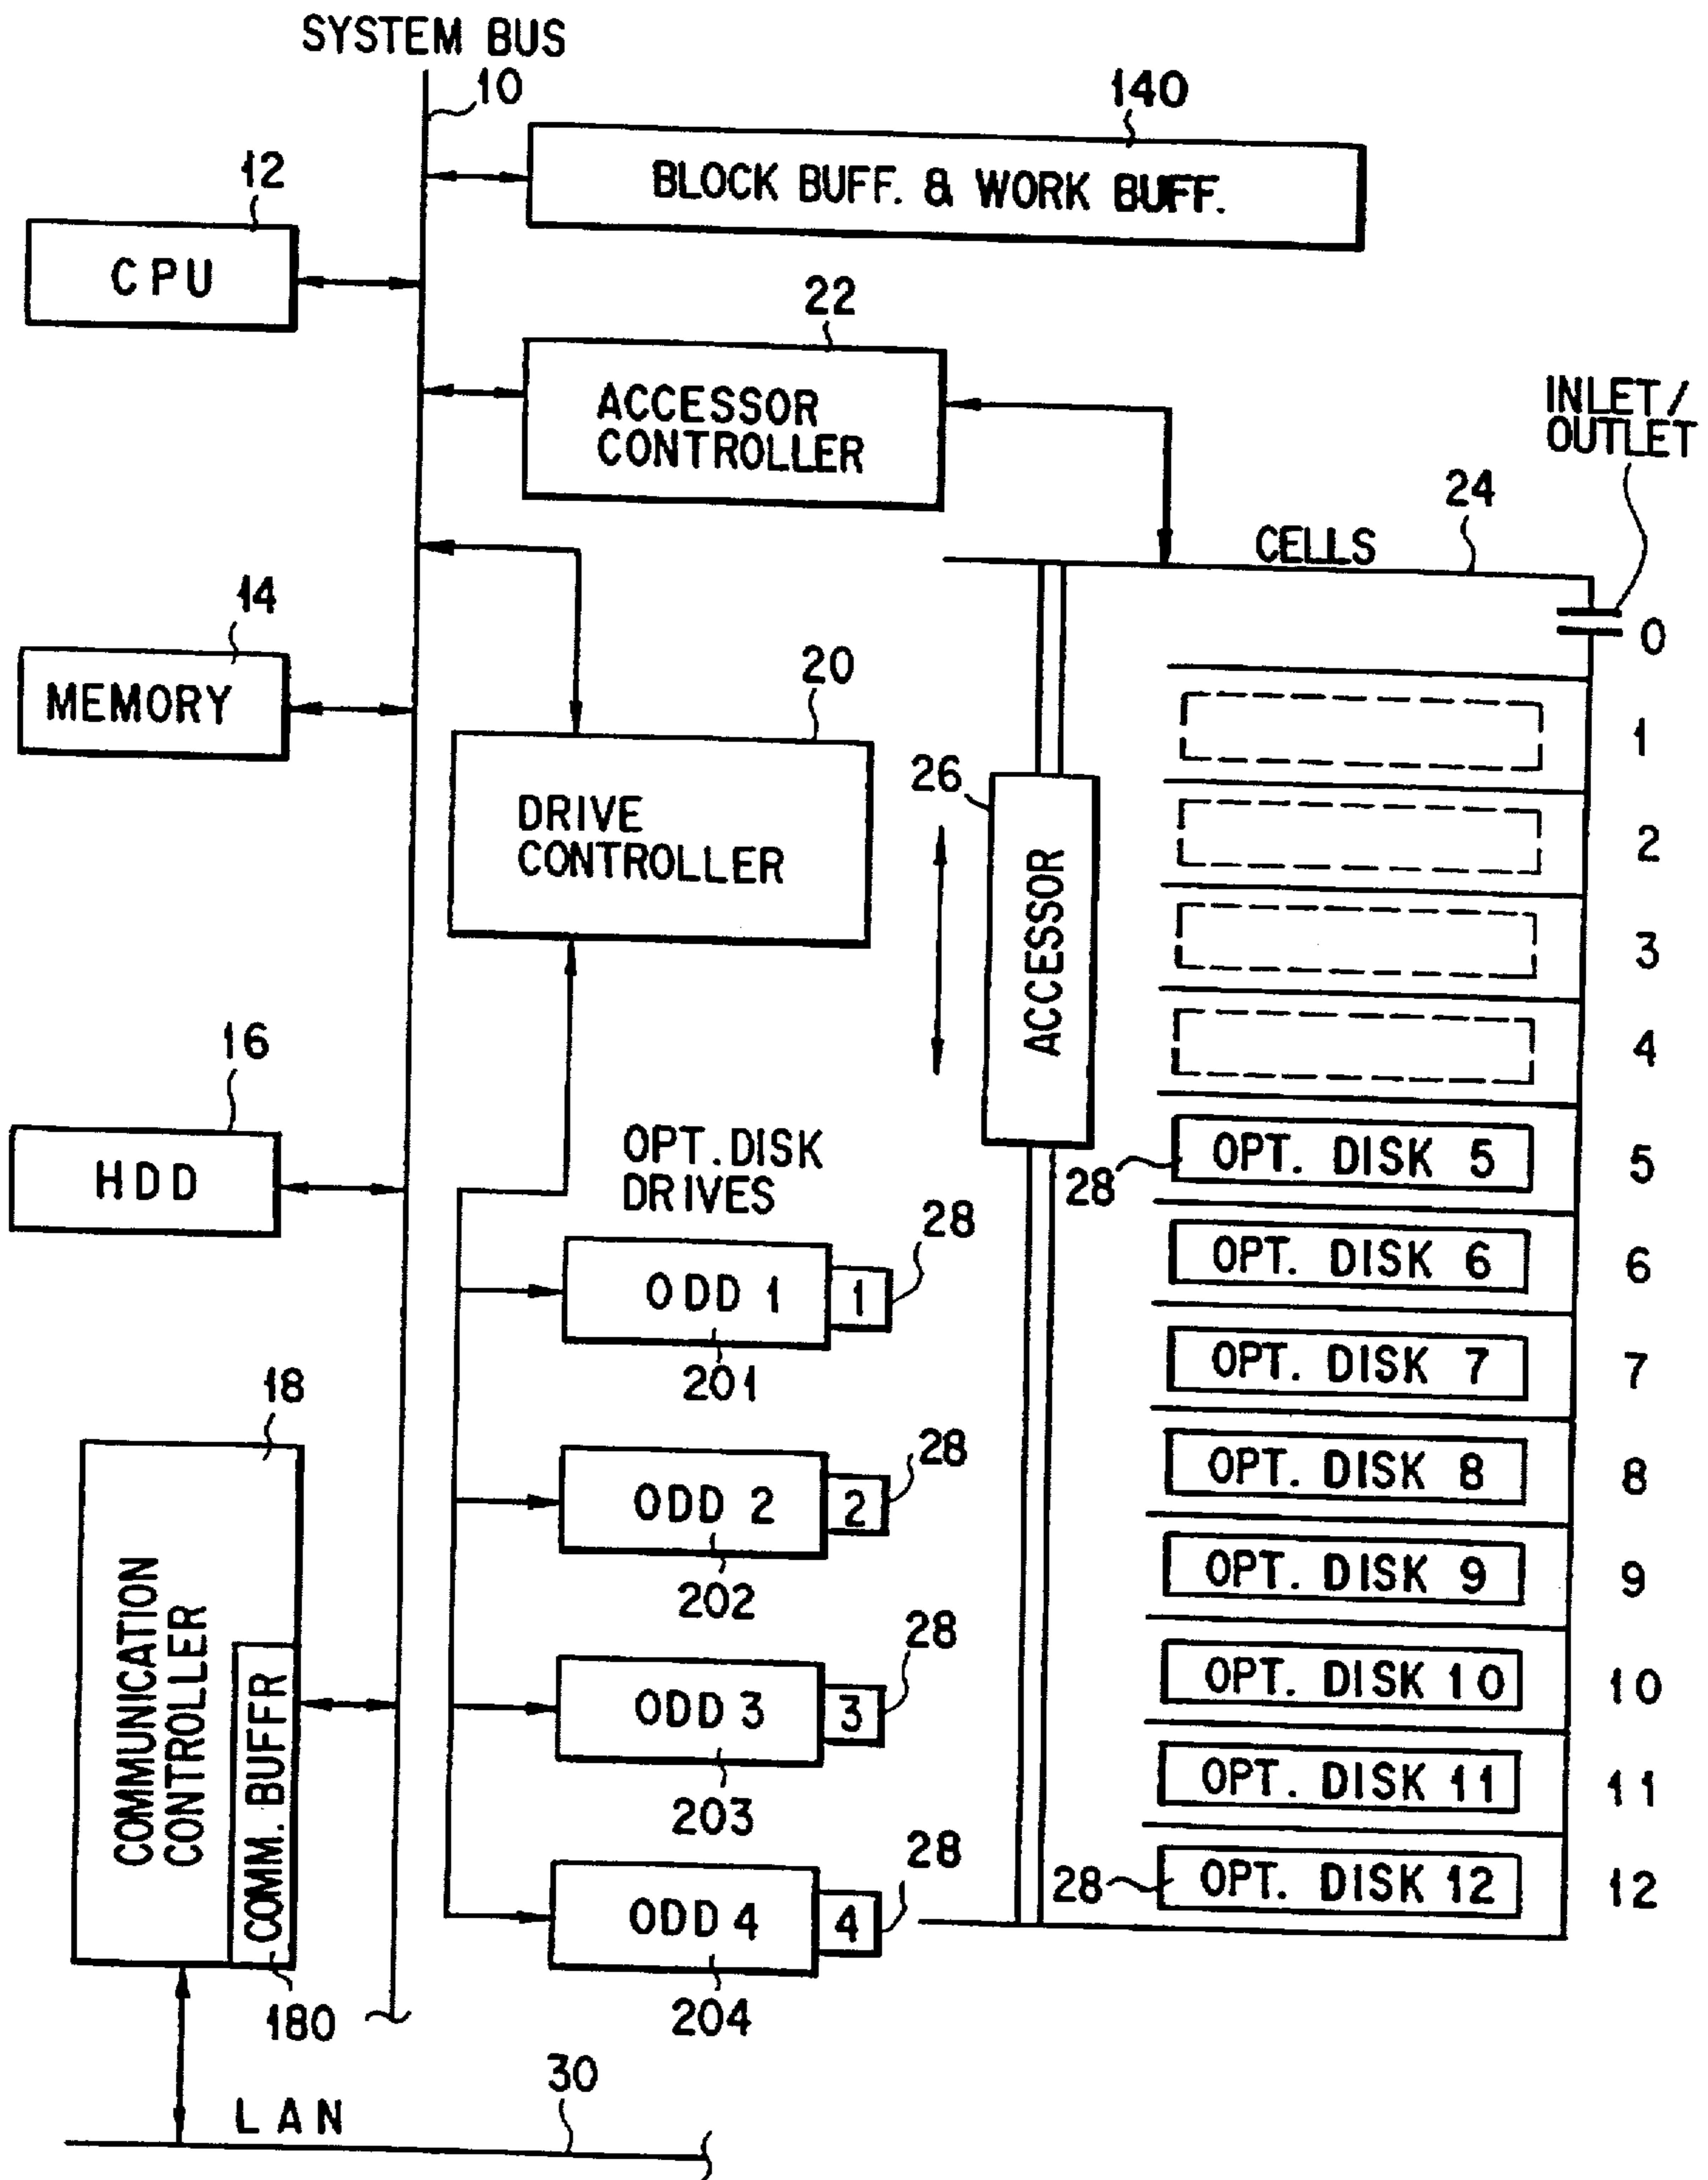 SYSTEM BUS
10
140
BLOCK BUFF. & WORK BUFF.
12
CPU
22
ACCESSOR
CONTROLLER
INLET/
OUTLET
24
CELLS
0
14
MEMORY
20
DRIVE
CONTROLLER
26
ACCESSOR
1
2
3
4
16
HDD
OPT. DISK
DRIVES
28
OPT. DISK 5
5
OPT. DISK 6
6
OPT. DISK 7
7
OPT. DISK 8
8
OPT. DISK 9
9
OPT. DISK 10
10
OPT. DISK 11
11
28
OPT. DISK 12
12
28
ODD 1
1
201
28
ODD 2
2
202
28
ODD 3
3
203
28
ODD 4
4
204
18
COMMUNICATION
CONTROLLER
COMM. BUFFR
180
LAN
30